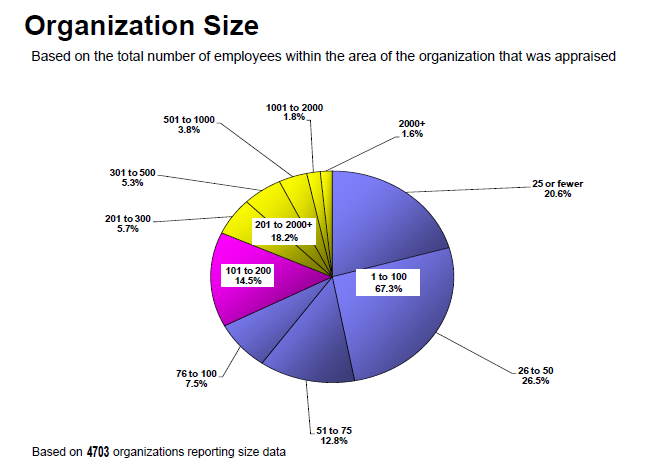 Organization Size
Based on the total number of employees within the area of the organization that was appraised
1001 to 2000
1.8%
501 to 1000
3.8%
2000+
1.6%
301 to 500
5.3%
25 or fewer
20.6%
201 to 300
5.7%
201 to 2000+
18.2%
101 to 200
14.5%
1 to 100
67.3%
76 to 100
7.5%
26 to 50
26.5%
51 to 75
12.8%
Based on 4703 organizations reporting size data